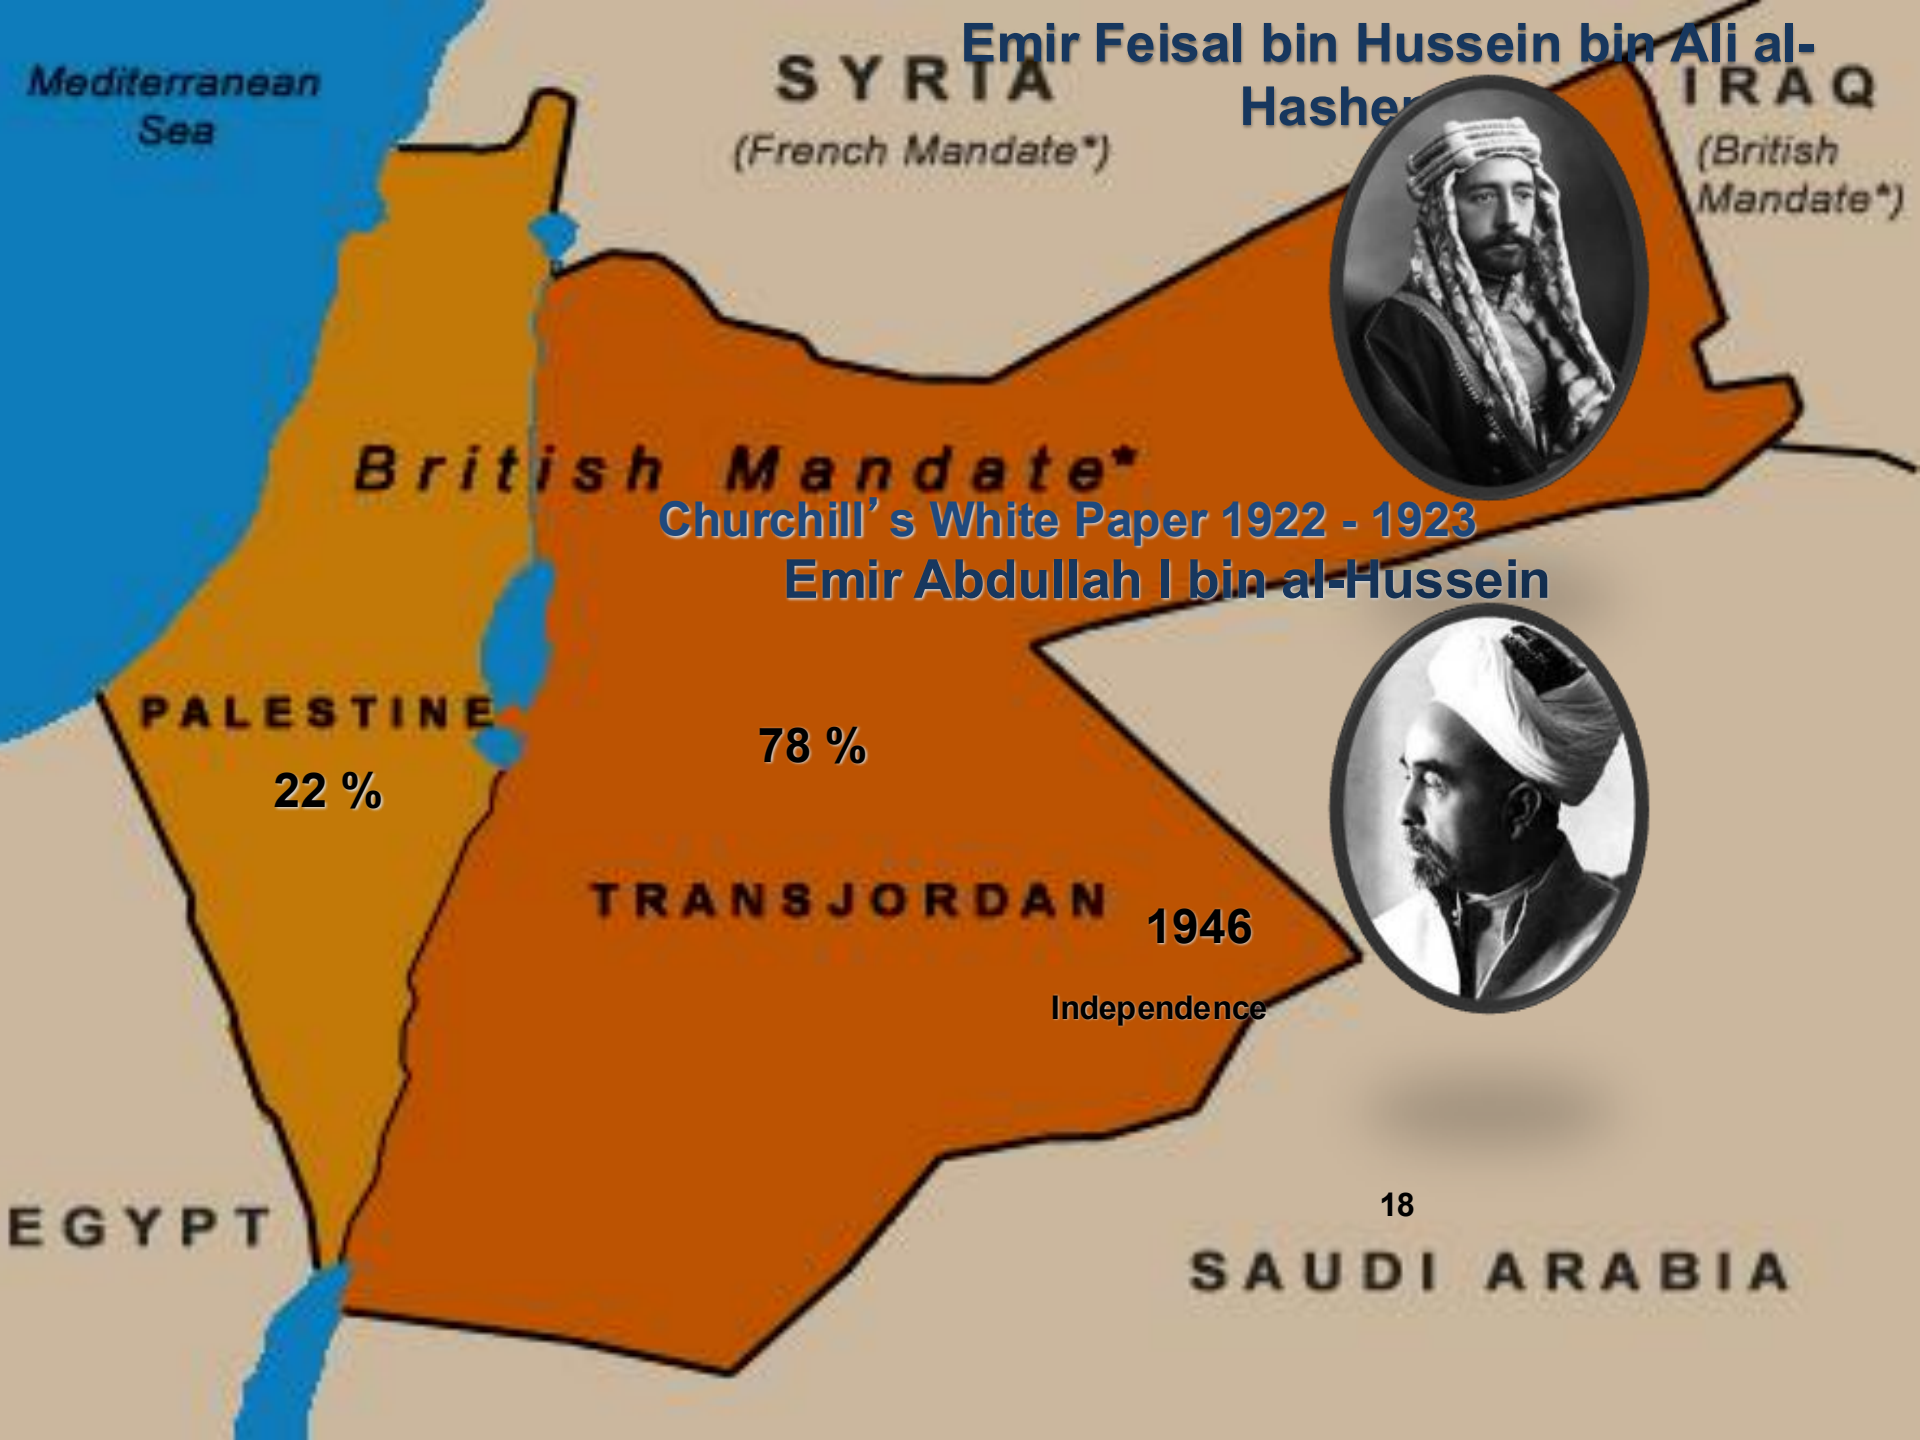 Emir Feisal bin Hussein bin Ali al-
Mediterranean
Sea
SYRIA
(French Mandate*)
IRAQ
(British
Mandate*)
British Mandate*
Churchill’s White Paper 1922 - 1923
Emir Abdullah I bin al-Hussein
PALESTINE
22 %
78 %
TRANSJORDAN
1946
Independence
EGYPT
18
SAUDI ARABIA